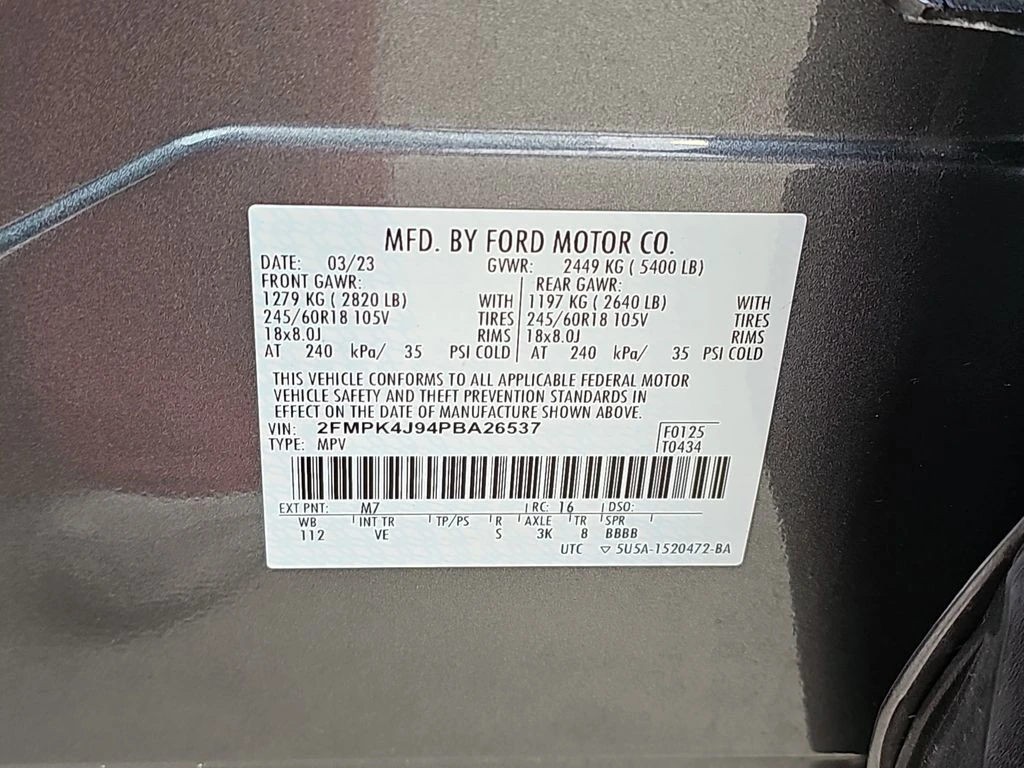 MFD. BY FORD MOTOR CO.
DATE: 03/23 GVWR: 2449 KG ( 5400 LB)
FRONT GAWR: REAR GAWR:
1279 KG ( 2820 LB) WITH 1197 KG ( 2640 LB) WITH
245/60R18 105V TIRES 245/60R18 105V TIRES
18x8.0J RIMS 18x8.0J RIMS
AT 240 kPa/ 35 PSI COLD AT 240 kPa/ 35 PSI COLD
THIS VEHICLE CONFORMS TO ALL APPLICABLE FEDERAL MOTOR
VEHICLE SAFETY AND THEFT PREVENTION STANDARDS IN
EFFECT ON THE DATE OF MANUFACTURE SHOWN ABOVE.
VIN: 2FMPK4J94PBA26537 F0125
TYPE: MPV T0434
EXT PNT: M7 RC: 16 DSO:
WB INT TR TP/PS R AXLE TR SPR
112 VE S 3K 8 BBBB
UTC ▽ 5U5A-1520472-BA